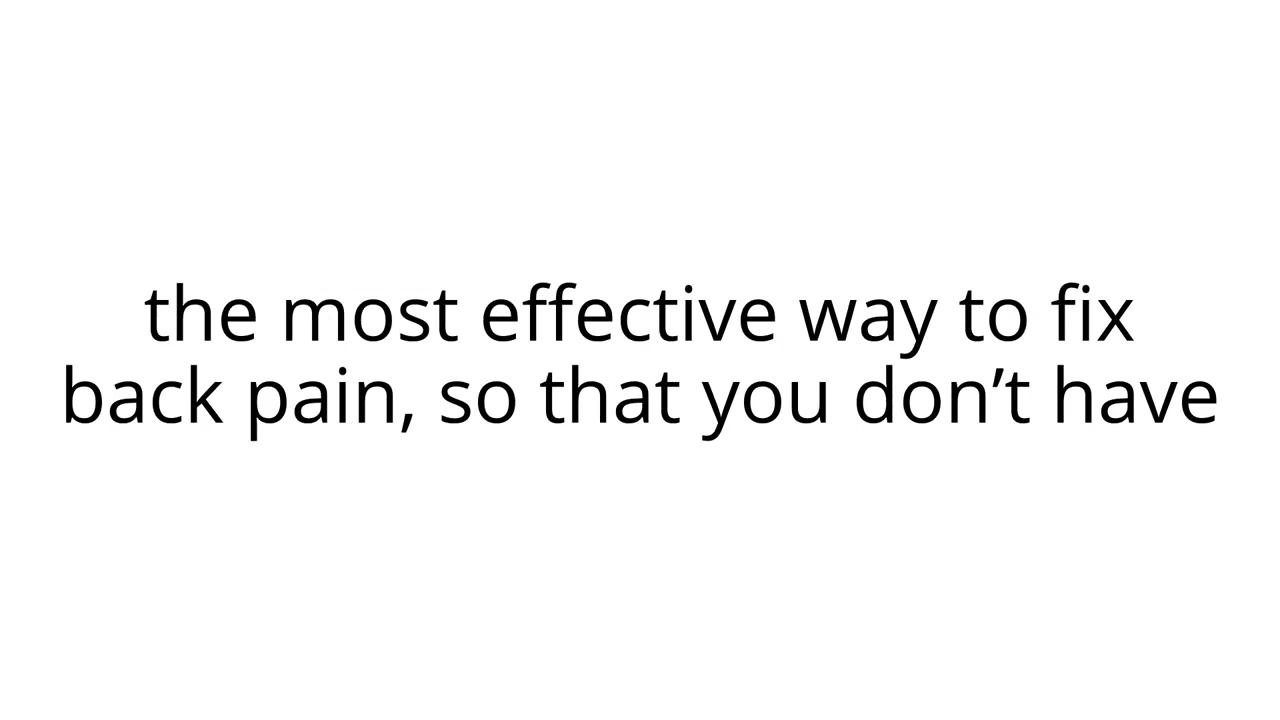 the most effective way to fix
back pain, so that you don’t have